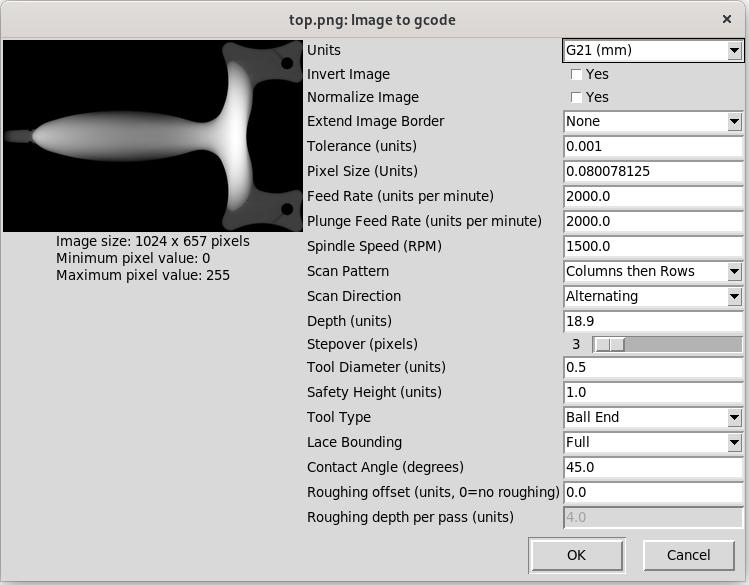 top.png: Image to gcode
Units G21 (mm)
Invert Image Yes
Normalize Image Yes
Extend Image Border None
Tolerance (units) 0.001
Pixel Size (Units) 0.080078125
Feed Rate (units per minute) 2000.0
Plunge Feed Rate (units per minute) 2000.0
Spindle Speed (RPM) 1500.0
Scan Pattern Columns then Rows
Scan Direction Alternating
Depth (units) 18.9
Stepover (pixels) 3
Tool Diameter (units) 0.5
Safety Height (units) 1.0
Tool Type Ball End
Lace Bounding Full
Contact Angle (degrees) 45.0
Roughing offset (units, 0=no roughing) 0.0
Roughing depth per pass (units) 4.0
Image size: 1024 x 657 pixels
Minimum pixel value: 0
Maximum pixel value: 255
OK Cancel